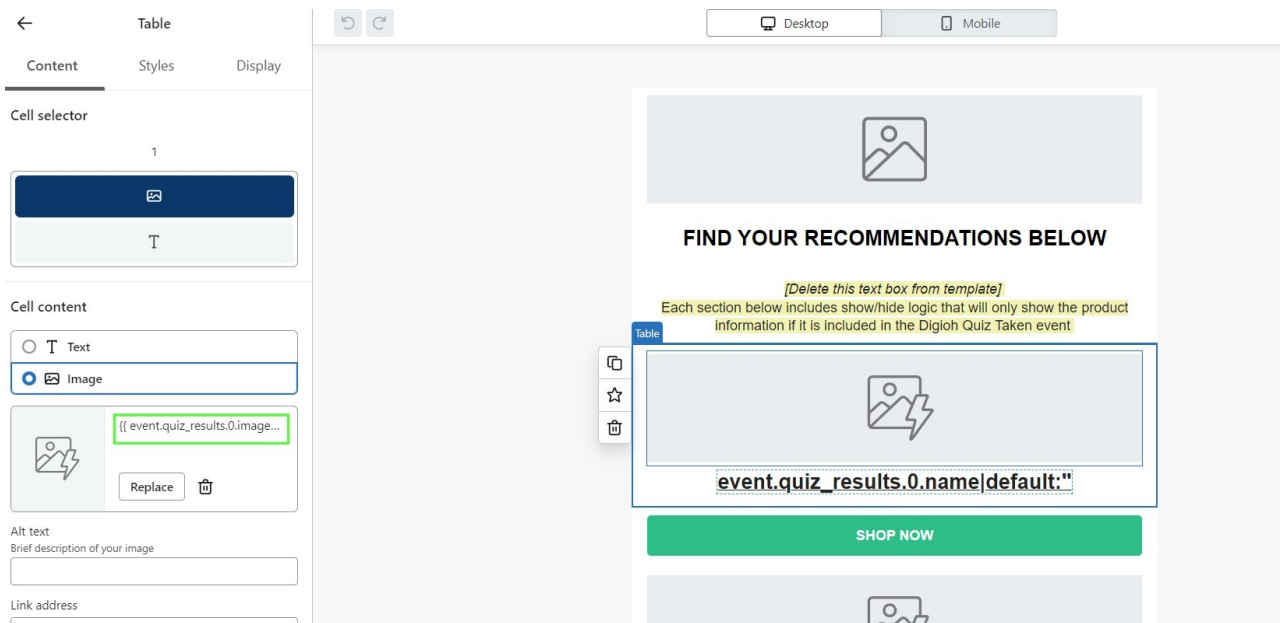 Table
Content
Styles
Display
Cell selector
1
T
Cell content
T Text
Image
{{ event.quiz_results.0.image...
Replace
Alt text
Brief description of your image
Link address
Desktop
Mobile
FIND YOUR RECOMMENDATIONS BELOW
[Delete this text box from template]
Each section below includes show/hide logic that will only show the product
information if it is included in the Digioh Quiz Taken event
Table
event.quiz_results.0.name|default:"
SHOP NOW